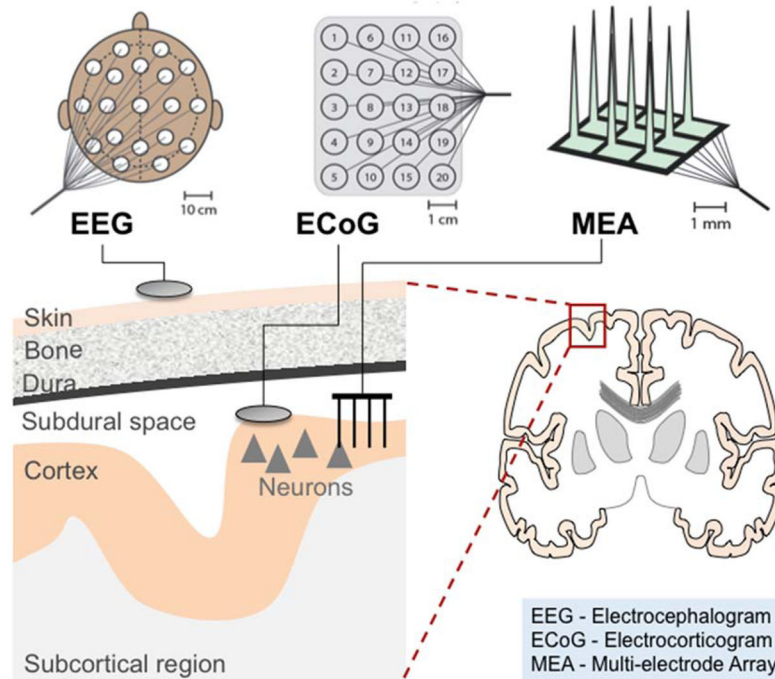 1 6 11 16
2 7 12 17
3 8 13 18
4 9 14 19
5 10 15 20
10 cm
1 cm
1 mm
EEG
ECoG
MEA
Skin
Bone
Dura
Subdural space
Cortex
Neurons
Subcortical region
EEG - Electrocephalogram
ECoG - Electrocorticogram
MEA - Multi-electrode Array